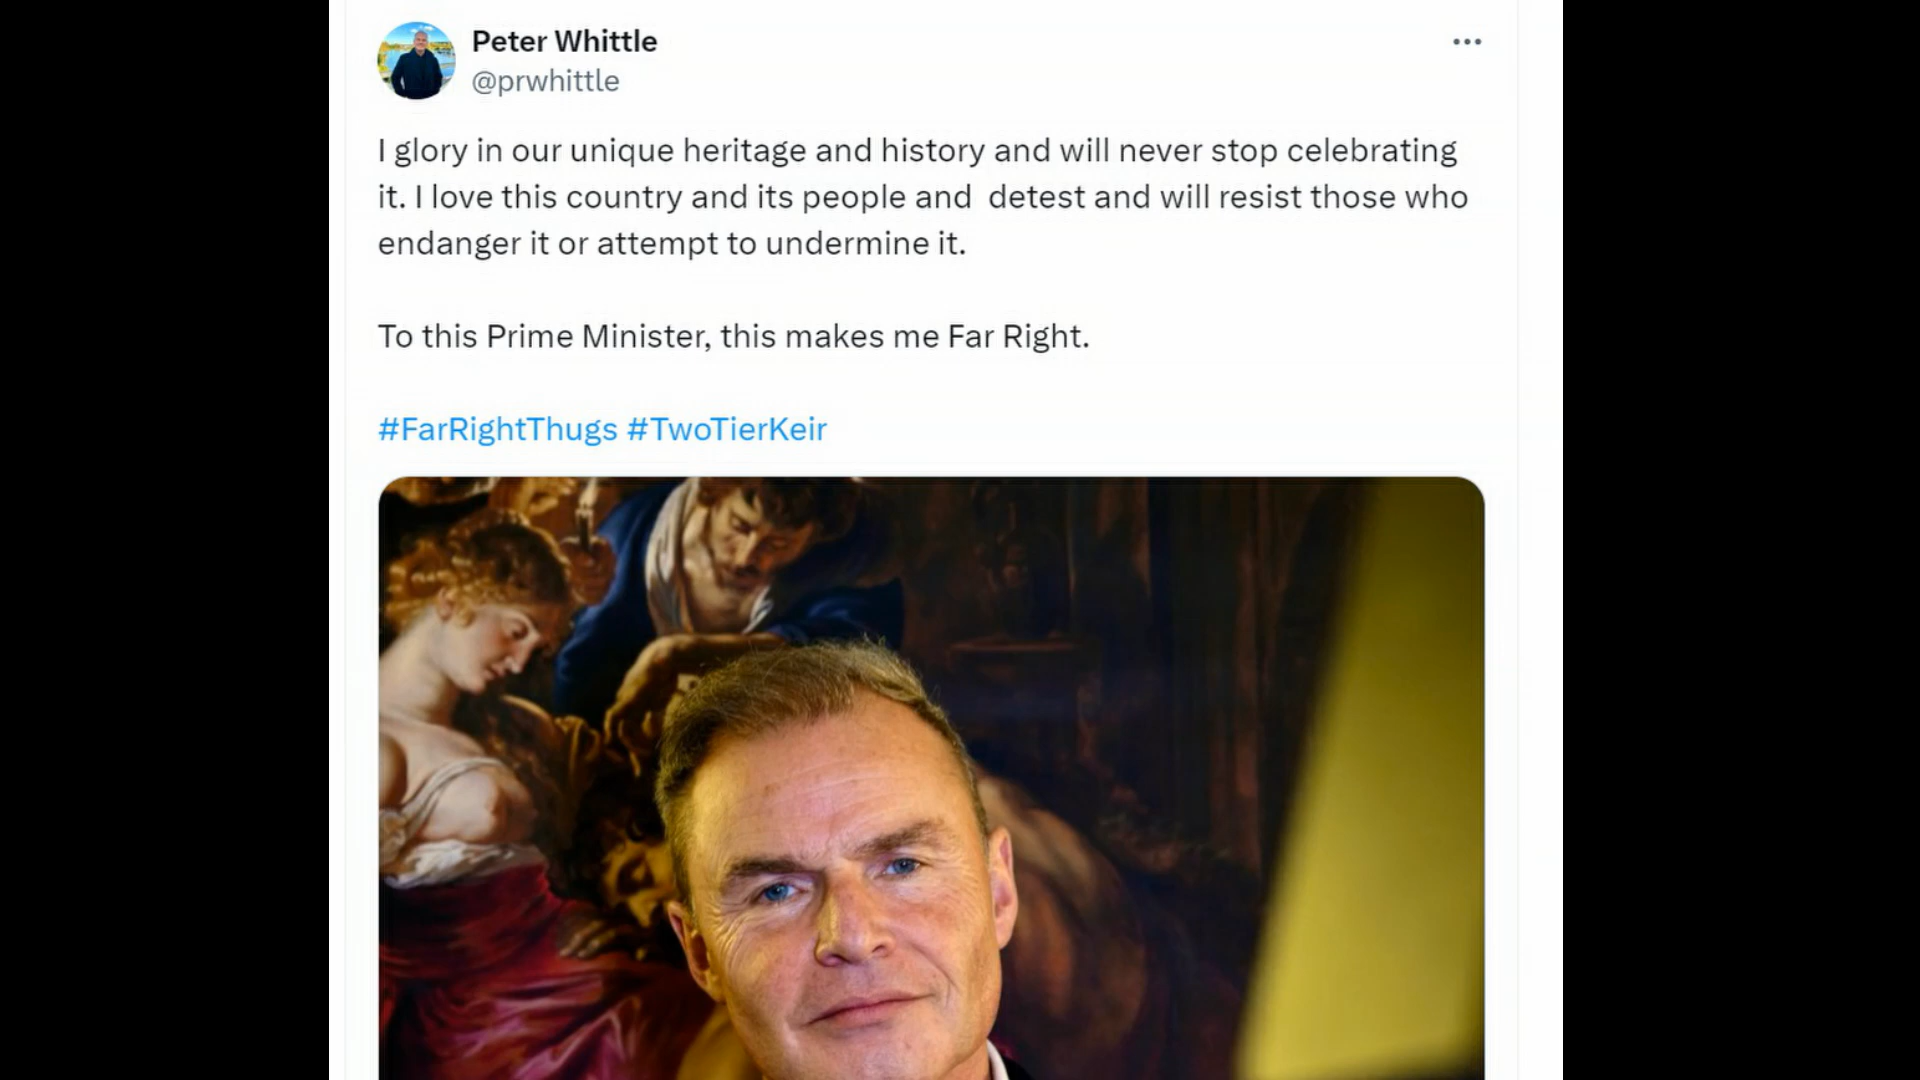 Peter Whittle
@prwhittle
I glory in our unique heritage and history and will never stop celebrating
it. I love this country and its people and  detest and will resist those who
endanger it or attempt to undermine it.
To this Prime Minister, this makes me Far Right.
#FarRightThugs #TwoTierKeir